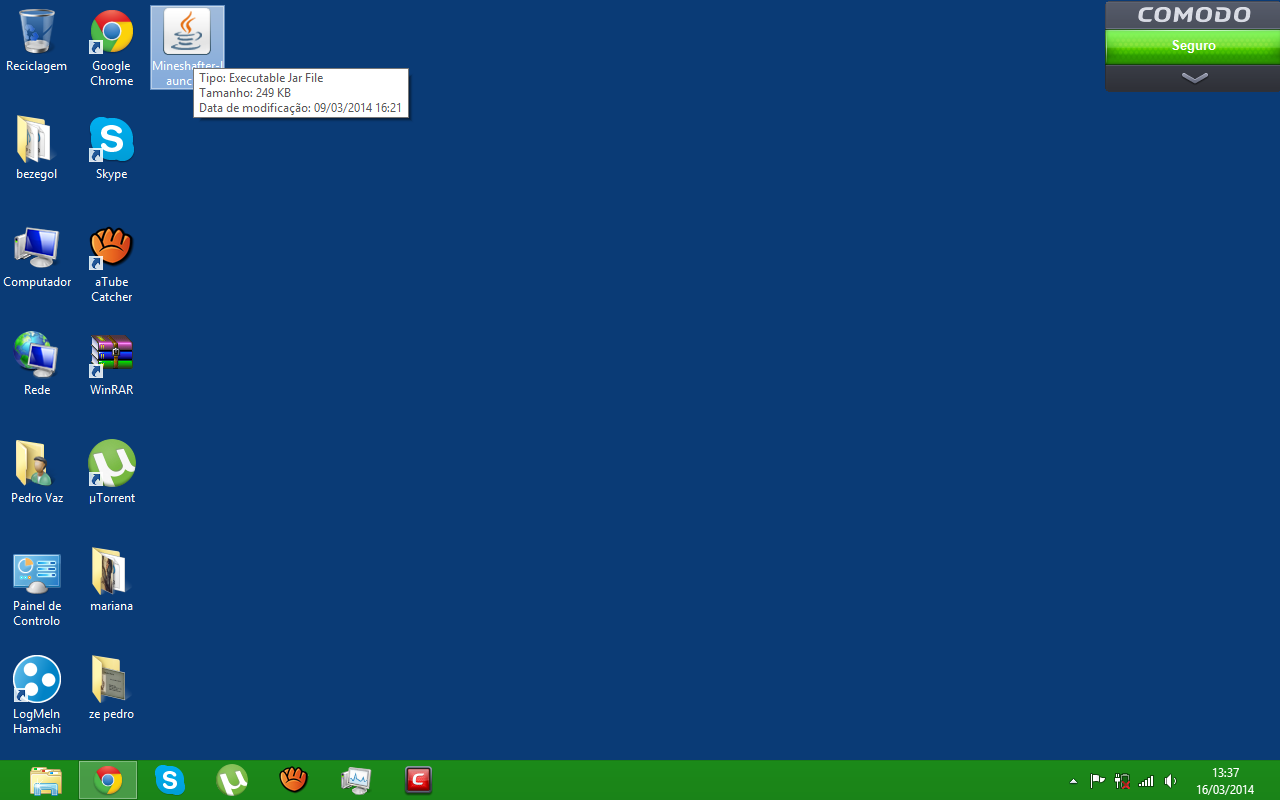 Reciclagem
Google
Chrome
Mineshafter-l
aunc
Tipo: Executable Jar File
Tamanho: 249 KB
Data de modificação: 09/03/2014 16:21
COMODO
Seguro
bezegol
Skype
Computador
aTube
Catcher
Rede
WinRAR
Pedro Vaz
µTorrent
Painel de
Controlo
mariana
LogMeIn
Hamachi
ze pedro
13:37
16/03/2014